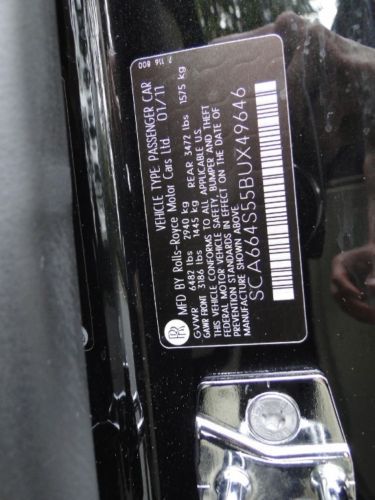 7 116 800
VEHICLE TYPE: PASSENGER CAR
01/11
MFD BY Rolls-Royce Motor Cars Ltd
GVWR 6482 lbs 2940 kg
GAWR FRONT 3186 lbs 1445 kg REAR 3472 lbs 1575 kg
THIS VEHICLE CONFORMS TO ALL APPLICABLE U.S.
FEDERAL MOTOR VEHICLE SAFETY, BUMPER AND THEFT
PREVENTION STANDARDS IN EFFECT ON THE DATE OF
MANUFACTURE SHOWN ABOVE.
SCA664S55BUX49646
RR